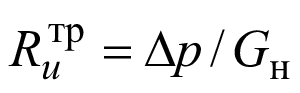 R_u^тр = Δp / G_н